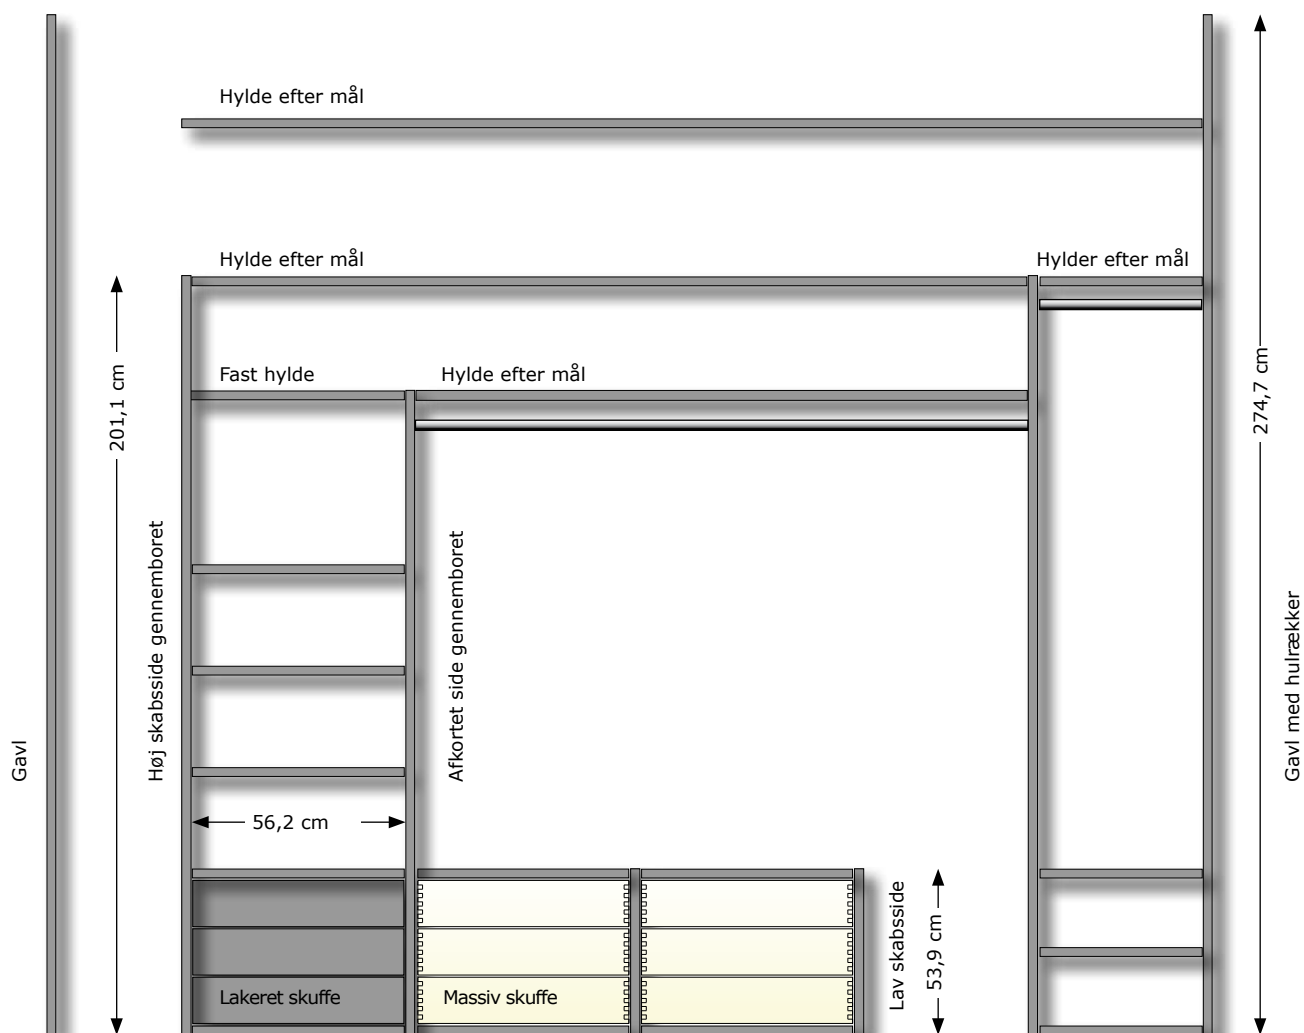 Hylde efter mål
Hylde efter mål
Hylder efter mål
Fast hylde
Hylde efter mål
201,1 cm
274,7 cm
Høj skabsside gennemboret
Afkortet side gennemboret
Gavl
Gavl med hulrækker
56,2 cm
Lav skabsside
53,9 cm
Lakeret skuffe
Massiv skuffe